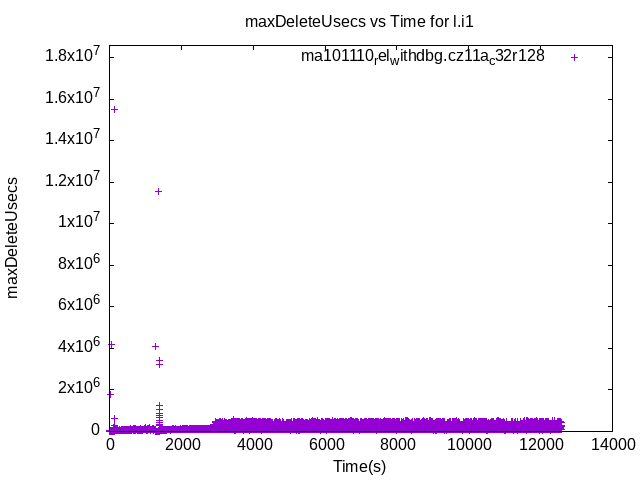 maxDeleteUsecs vs Time for l.i1
ma101110relwithdbg.cz11ac32r128
1.8x10^7
1.6x10^7
1.4x10^7
1.2x10^7
1x10^7
8x10^6
6x10^6
4x10^6
2x10^6
0
maxDeleteUsecs
0 2000 4000 6000 8000 10000 12000 14000
Time(s)